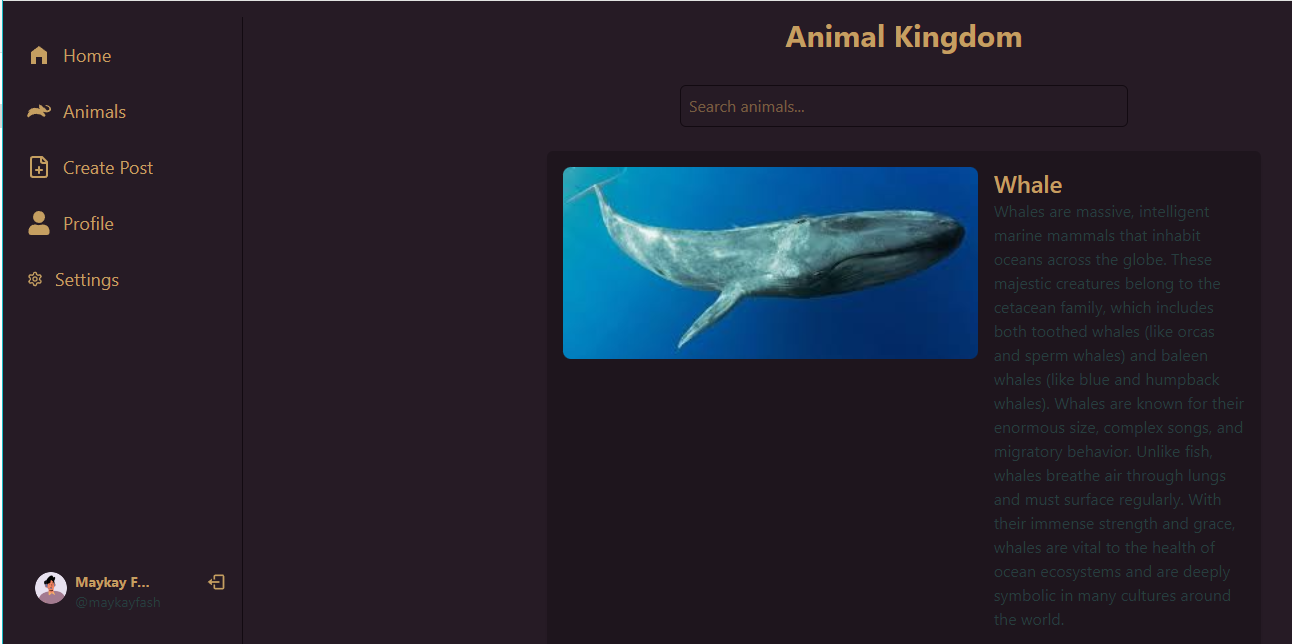 Home
Animals
Create Post
Profile
Settings
Maykay F...
@maykayfash
Animal Kingdom
Search animals...
Whale
Whales are massive, intelligent
marine mammals that inhabit
oceans across the globe. These
majestic creatures belong to the
cetacean family, which includes
both toothed whales (like orcas
and sperm whales) and baleen
whales (like blue and humpback
whales). Whales are known for their
enormous size, complex songs, and
migratory behavior. Unlike fish,
whales breathe air through lungs
and must surface regularly. With
their immense strength and grace,
whales are vital to the health of
ocean ecosystems and are deeply
symbolic in many cultures around
the world.